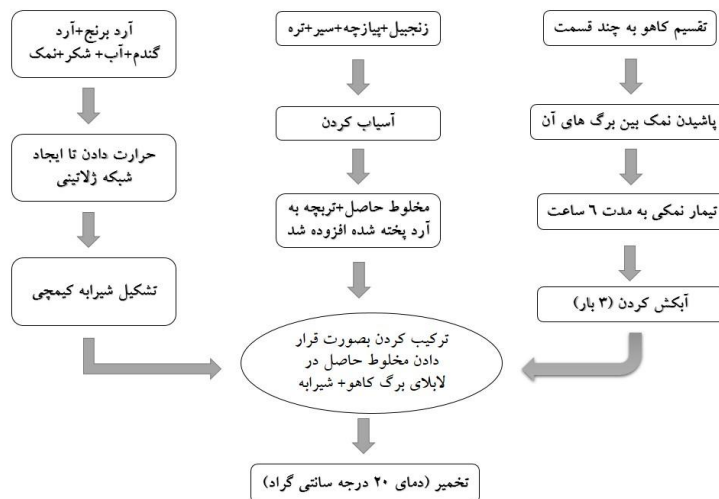 تقسیم کاهو به چند قسمت
پاشیدن نمک بین برگ های آن
تیمار نمکی به مدت ٦ ساعت
آبکش کردن (۳ بار)
زنجبیل+پیازچه+سیر+تره
آسیاب کردن
مخلوط حاصل+تربچه به
آرد پخته شده افزوده شد
آرد برنج+آرد
گندم+آب+ شکر+نمک
حرارت دادن تا ایجاد
شبکه ژلاتینی
تشکیل شیرابه کیمچی
ترکیب کردن بصورت قرار
دادن مخلوط حاصل در
لابلای برگ کاهو+ شیرابه
تخمیر (دمای ۲۰ درجه سانتی گراد)